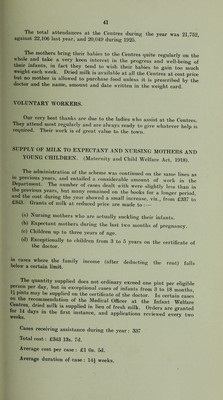 41
The total attendances at the Centres during the year was 21,753,
against 22,106 last year, and 20,049 during 1925.
The mothers bring their babies to the Centres quite regularly on the
whole and take a very keen interest in the progress and well-being of
their infants, in fact they tend to wish their babies to gain too much
weight each week. Dried milk is available at all the Centres at cost price
but no mother is allowed to purchase food unless it is prescribed by the
doctor and the name, amount and date written in the weight card.
VOLUNTARY WORKERS.
Our very best thanks are due to the ladies who assist at the Centres.
They attend most regularly and are always ready to give whatever help is
required. Their work is of great value to the town.
SUPPLY OF MILK TO EXPECTANT AND NURSING MOTHERS AND
YOUNG CHILDREN. (Maternity and Child Welfare Act, 1918).
The administration of the scheme was continued on the same lines as
in previous years, and entailed a considerable amount of work in the
Department. The number of cases dealt with were slightly less than in
the previous years, but many remained on the books for a longer period,
and the cost during the year showed a small increase, viz., from £337 to
£343. Grants of milk at reduced price are made to:—
(a) Nursing mothers who are actually suckling their infants.
(b) Expectant mothers during the last two months of pregnancy.
(c) Children up to three years of age.
(d) Exceptionally to children from 3 to 5 years on the certificate of
the doctor.
in cases where the family income (after deducting the rent) falls
below a certain limit.
The quantity supplied does not ordinary exceed one pint per eligible
person per day, but in exceptional cases of infants from 3 to 18 months,
1½ pints may be supplied on the certificate of the doctor. In certain cases
on the recommendation of the Medical Officer at the Infant Welfare
Centres, dried milk is supplied in lieu of fresh milk. Orders are granted
for 14 days in the first instance, and applications reviewed every two
weeks.
Cases receiving assistance during the year: 337
Total cost: £343 13s. 7d.
Average cost per case: £1 0s. 5d.
Average duration of case: 14½ weeks.